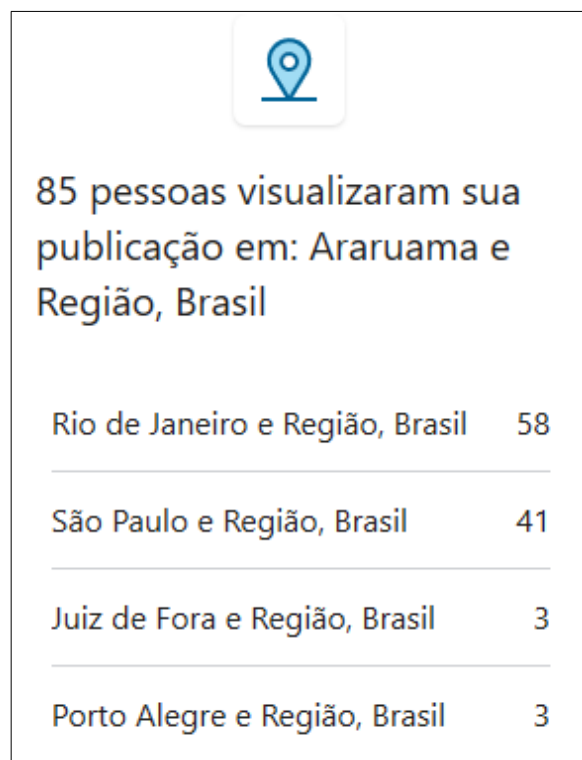 85 pessoas visualizaram sua
publicação em: Araruama e
Região, Brasil
Rio de Janeiro e Região, Brasil 58
São Paulo e Região, Brasil 41
Juiz de Fora e Região, Brasil 3
Porto Alegre e Região, Brasil 3